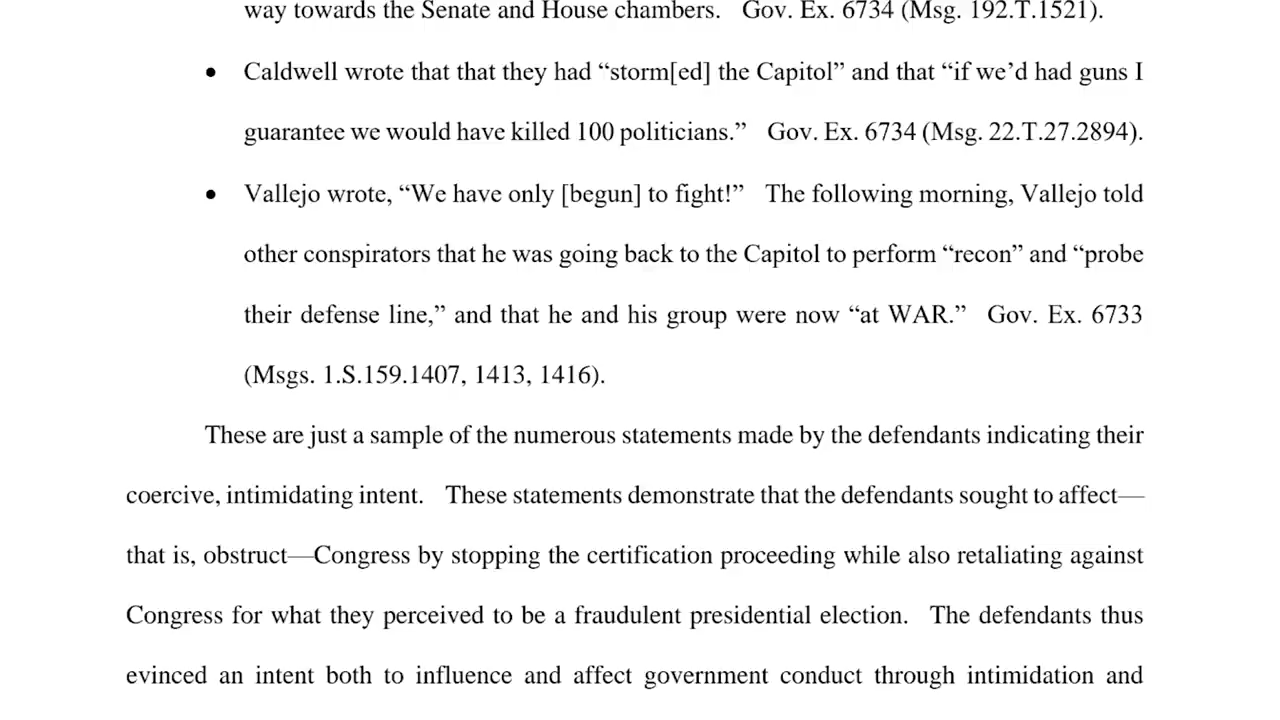 way towards the Senate and House chambers. Gov. Ex. 6734 (Msg. 192.T.1521).
• Caldwell wrote that that they had “storm[ed] the Capitol” and that “if we’d had guns I
guarantee we would have killed 100 politicians.” Gov. Ex. 6734 (Msg. 22.T.27.2894).
• Vallejo wrote, “We have only [begun] to fight!” The following morning, Vallejo told
other conspirators that he was going back to the Capitol to perform “recon” and “probe
their defense line,” and that he and his group were now “at WAR.” Gov. Ex. 6733
(Msgs. 1.S.159.1407, 1413, 1416).
These are just a sample of the numerous statements made by the defendants indicating their
coercive, intimidating intent. These statements demonstrate that the defendants sought to affect—
that is, obstruct—Congress by stopping the certification proceeding while also retaliating against
Congress for what they perceived to be a fraudulent presidential election. The defendants thus
evinced an intent both to influence and affect government conduct through intimidation and